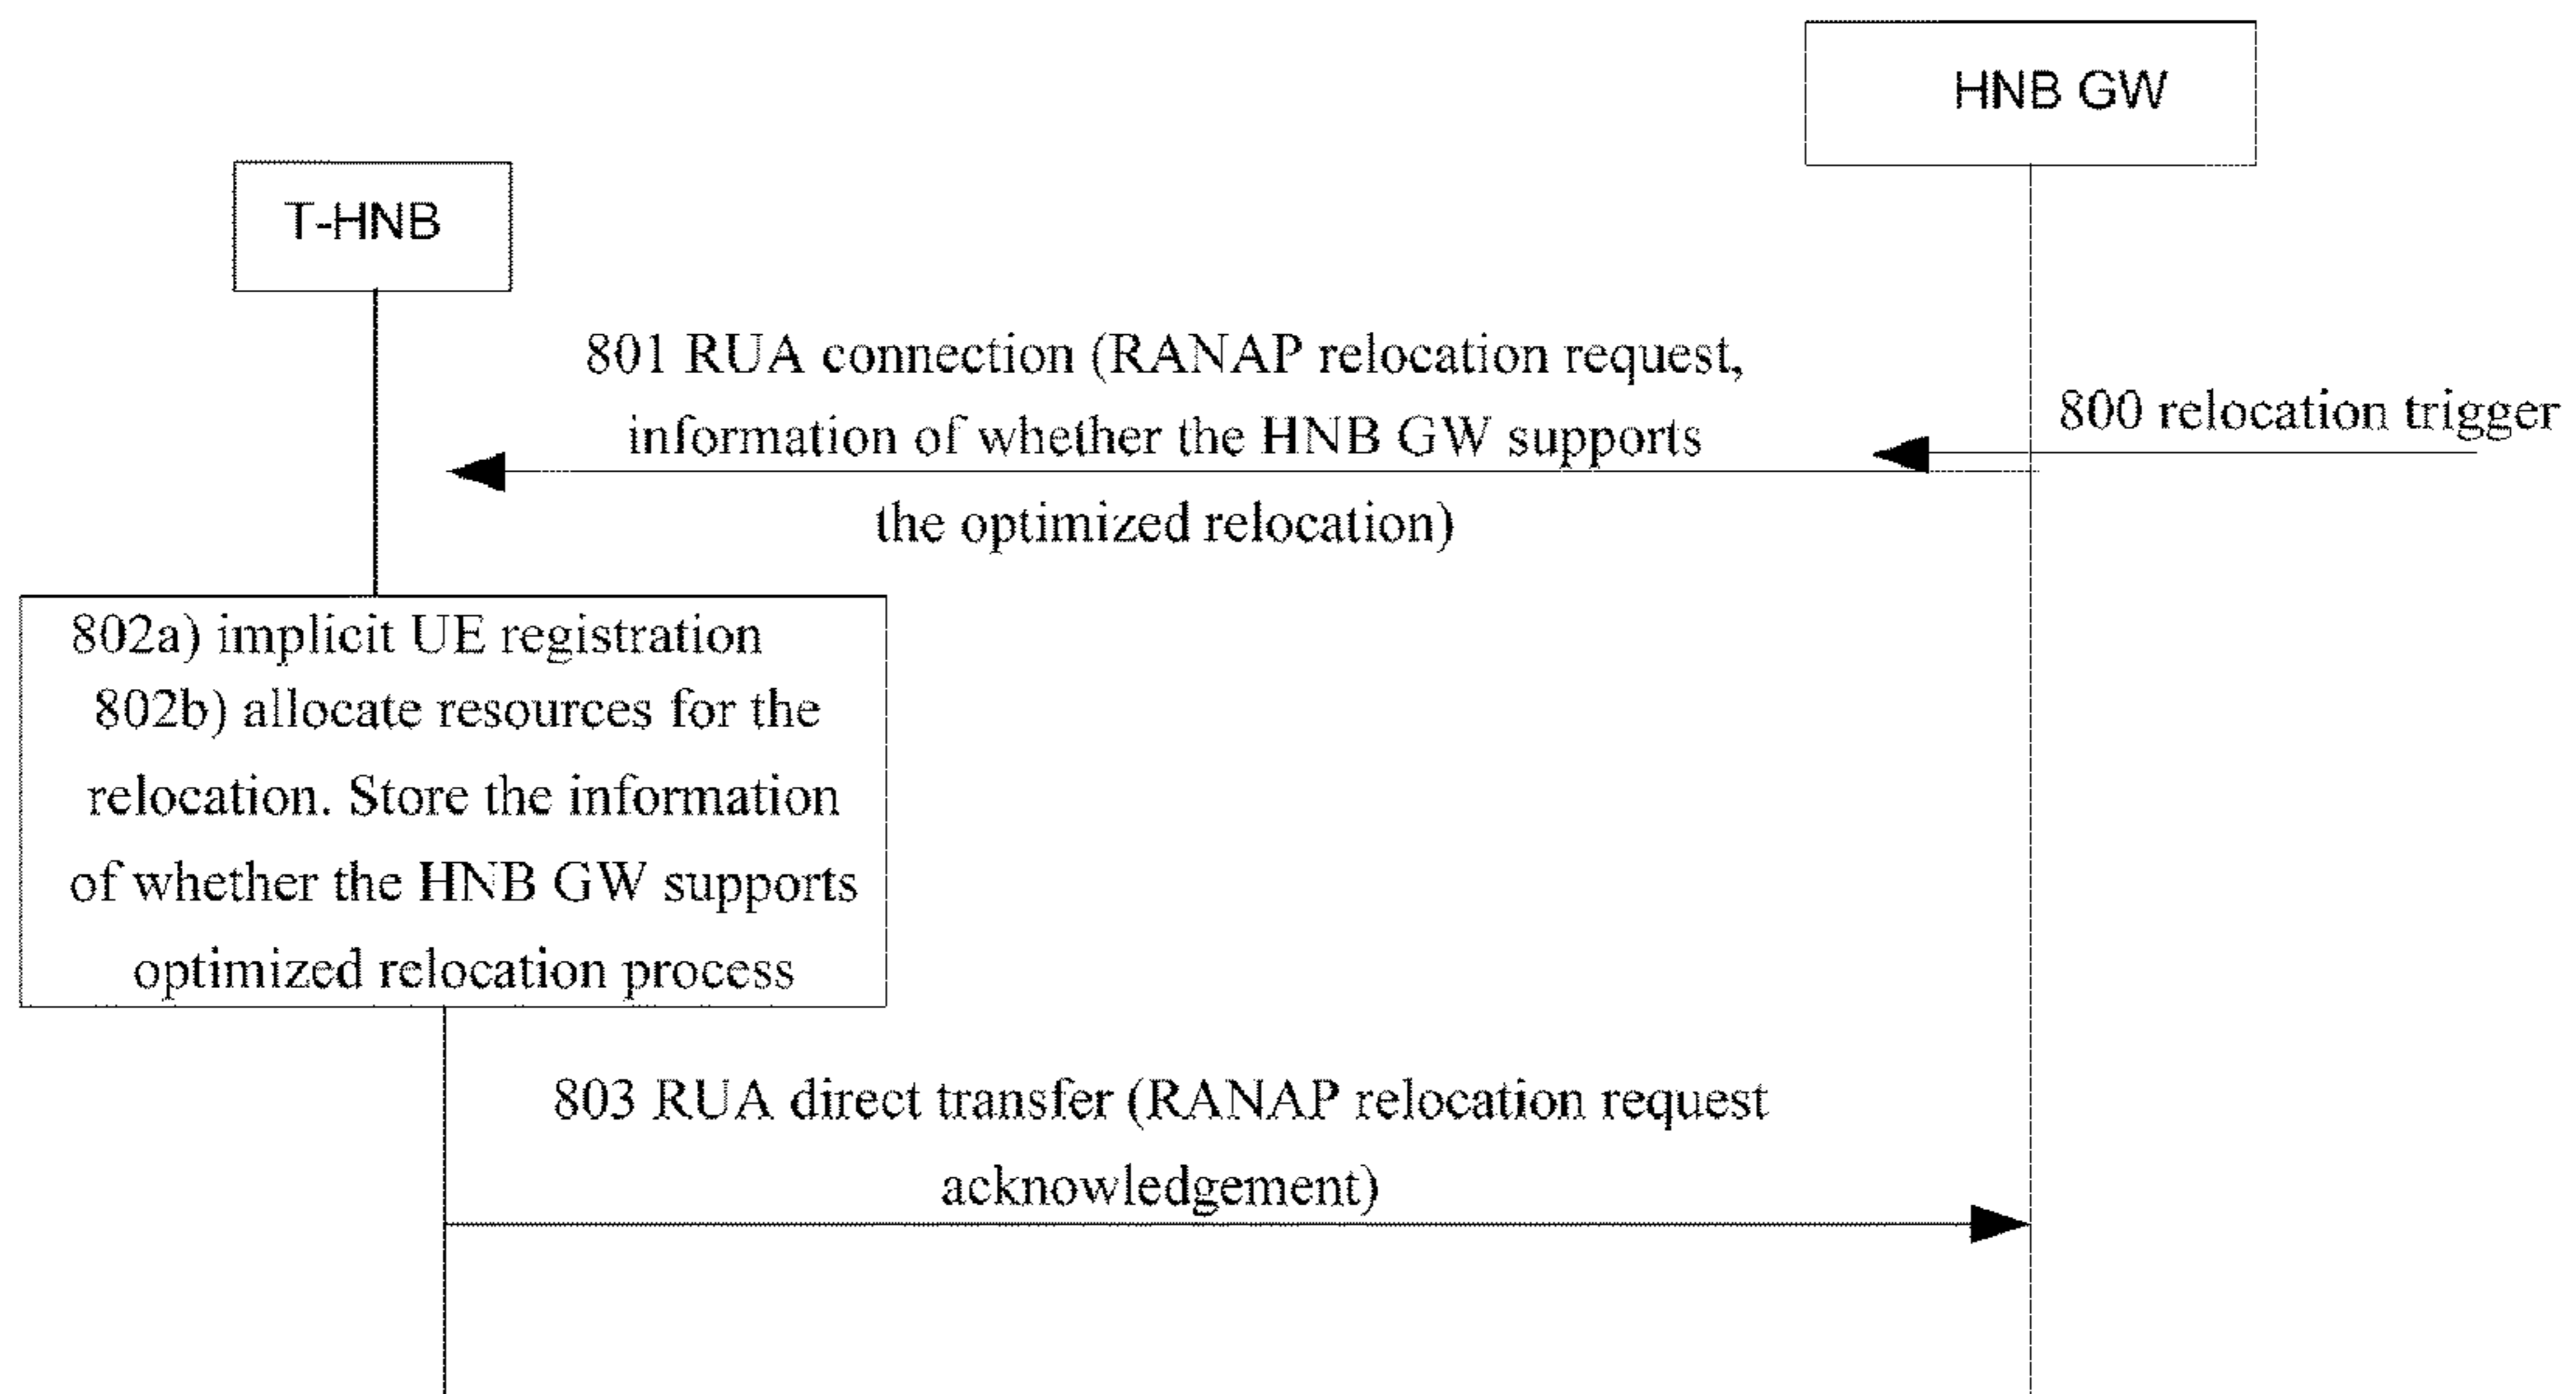 HNB GW
T-HNB
801 RUA connection (RANAP relocation request,
information of whether the HNB GW supports
the optimized relocation)
800 relocation trigger
802a) implicit UE registration
802b) allocate resources for the
relocation. Store the information
of whether the HNB GW supports
optimized relocation process
803 RUA direct transfer (RANAP relocation request
acknowledgement)